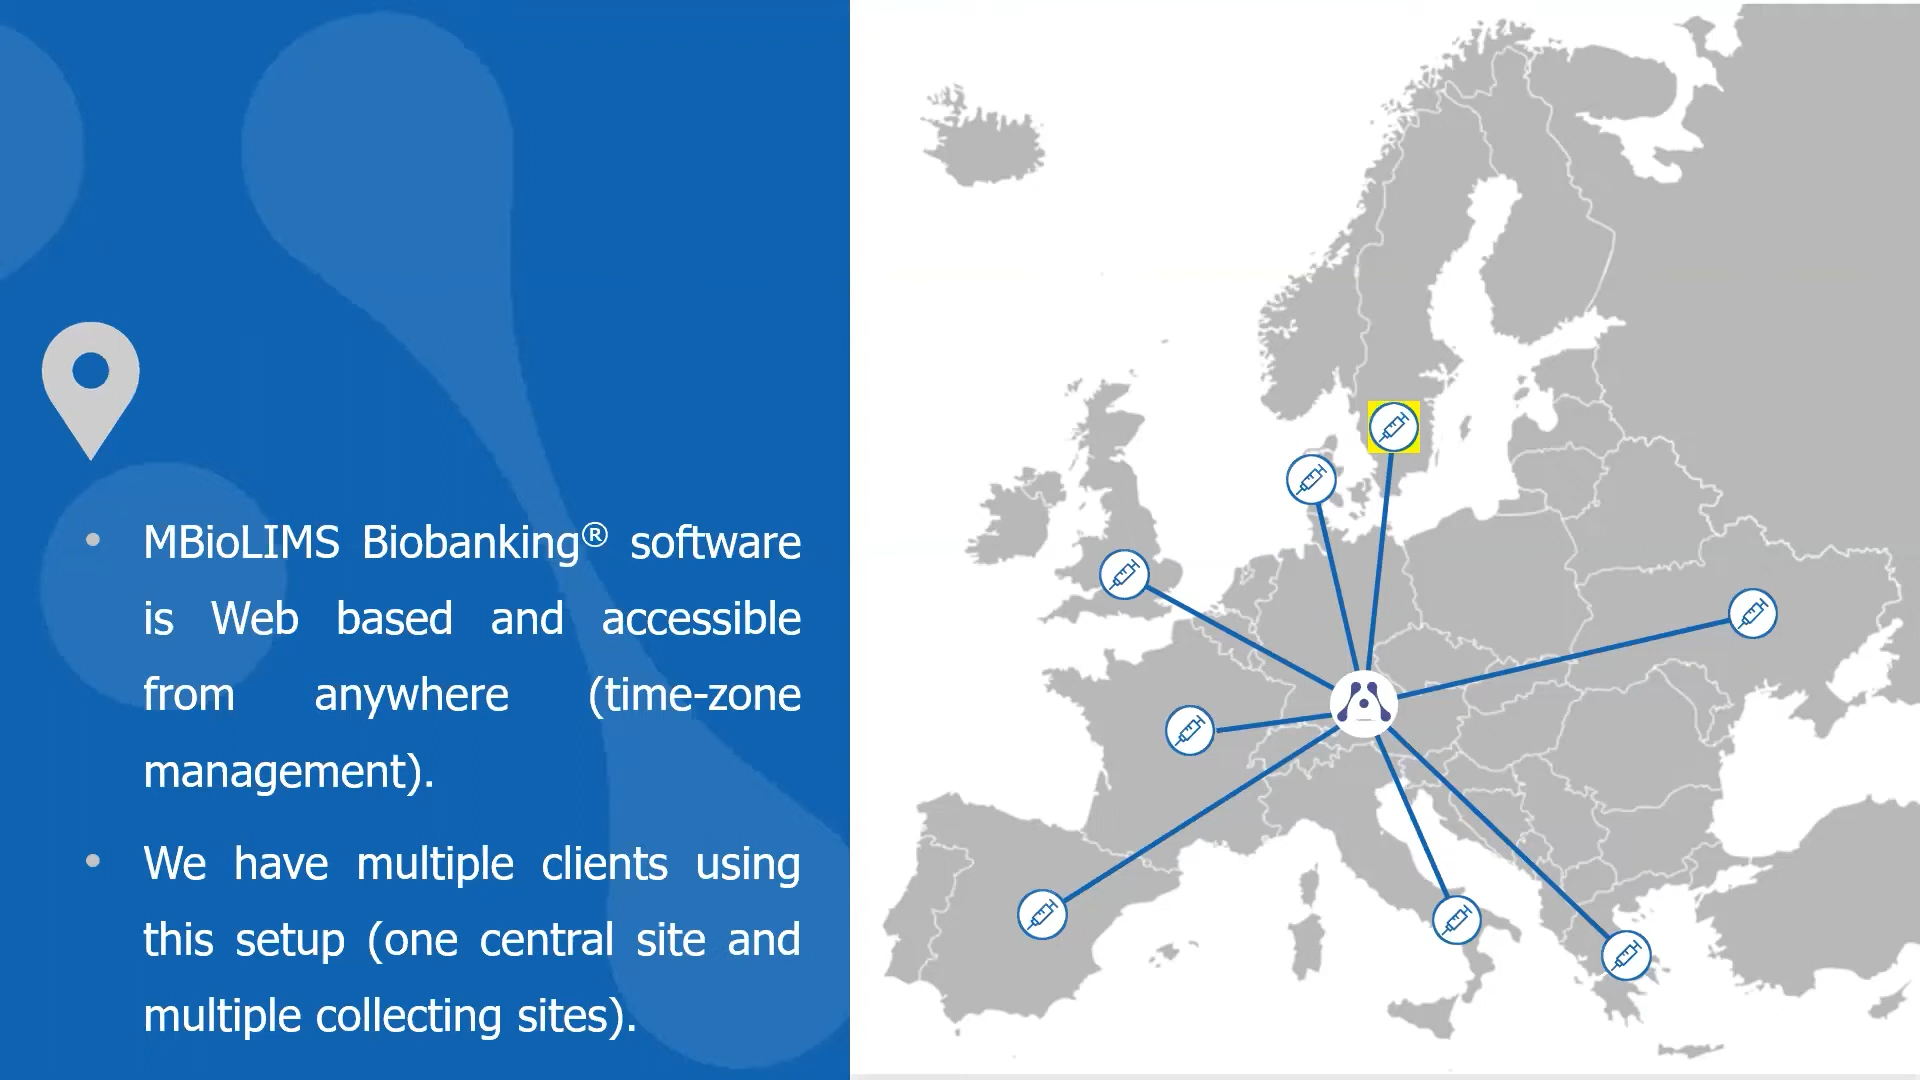 MBioLIMS Biobanking® software
is Web based and accessible
from anywhere (time-zone
management).
We have multiple clients using
this setup (one central site and
multiple collecting sites).